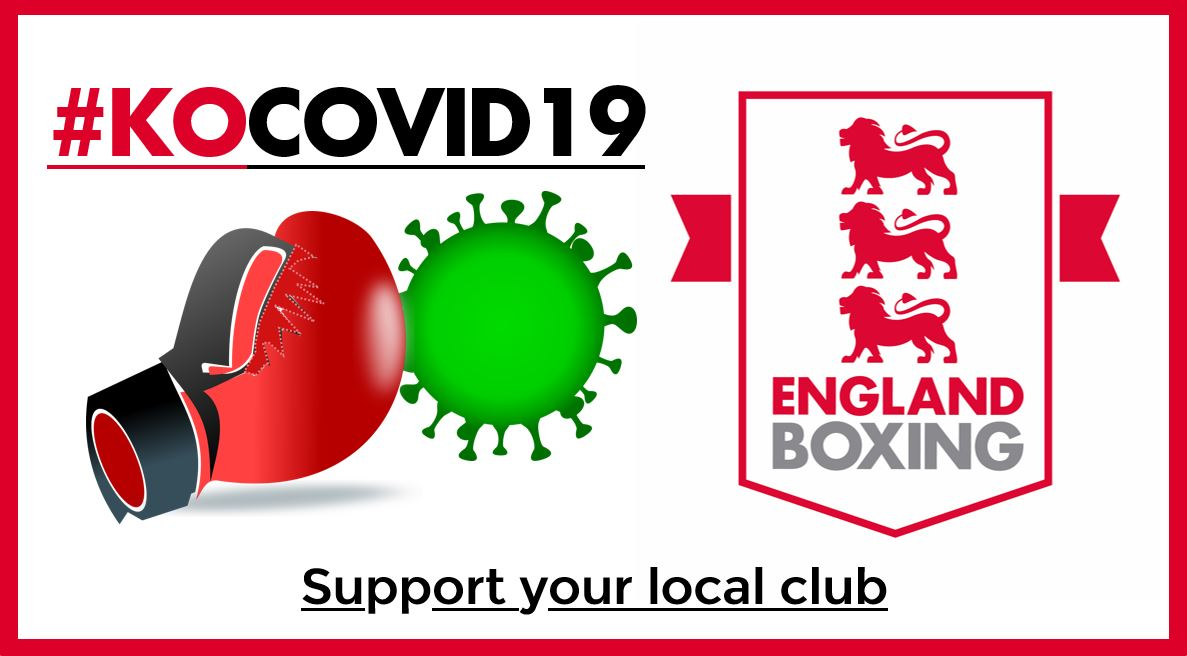 #KOCOVID19
ENGLAND
BOXING
Support your local club